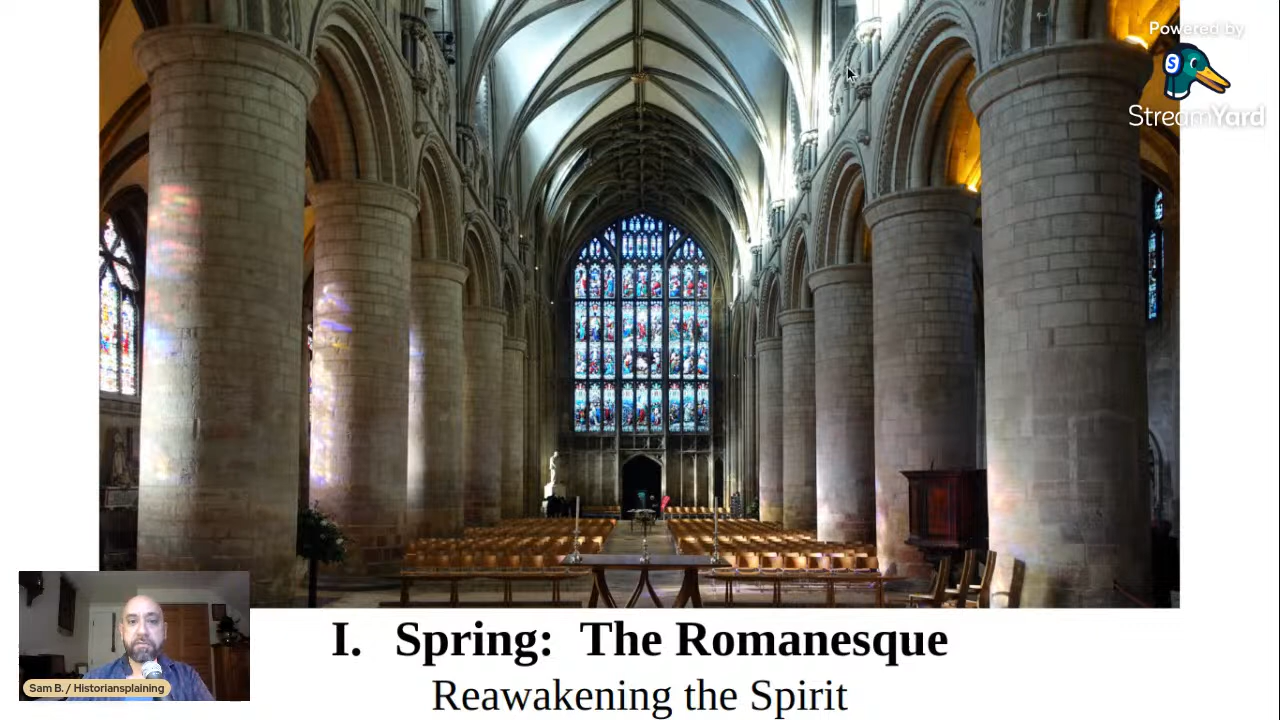 Powered by
S
StreamYard
I. Spring: The Romanesque
Reawakening the Spirit
Sam B. / Historiansplaining